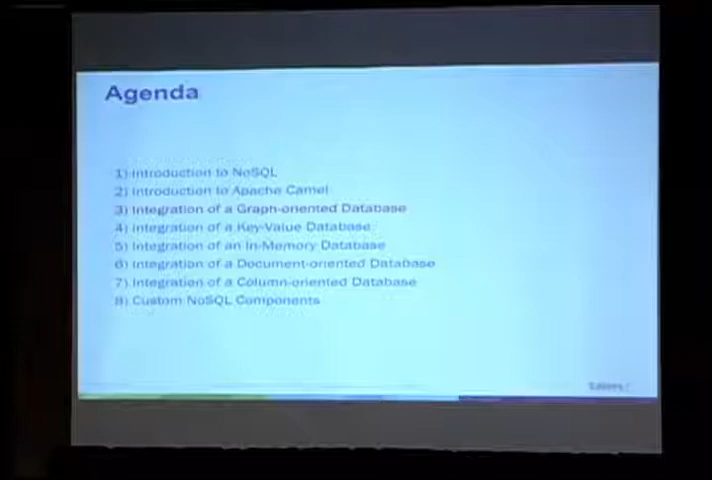 Agenda
1) Introduction to NoSQL
2) Introduction to Apache Camel
3) Integration of a Graph-oriented Database
4) Integration of a Key-Value Database
5) Integration of an In-Memory Database
6) Integration of a Document-oriented Database
7) Integration of a Column-oriented Database
8) Custom NoSQL Components